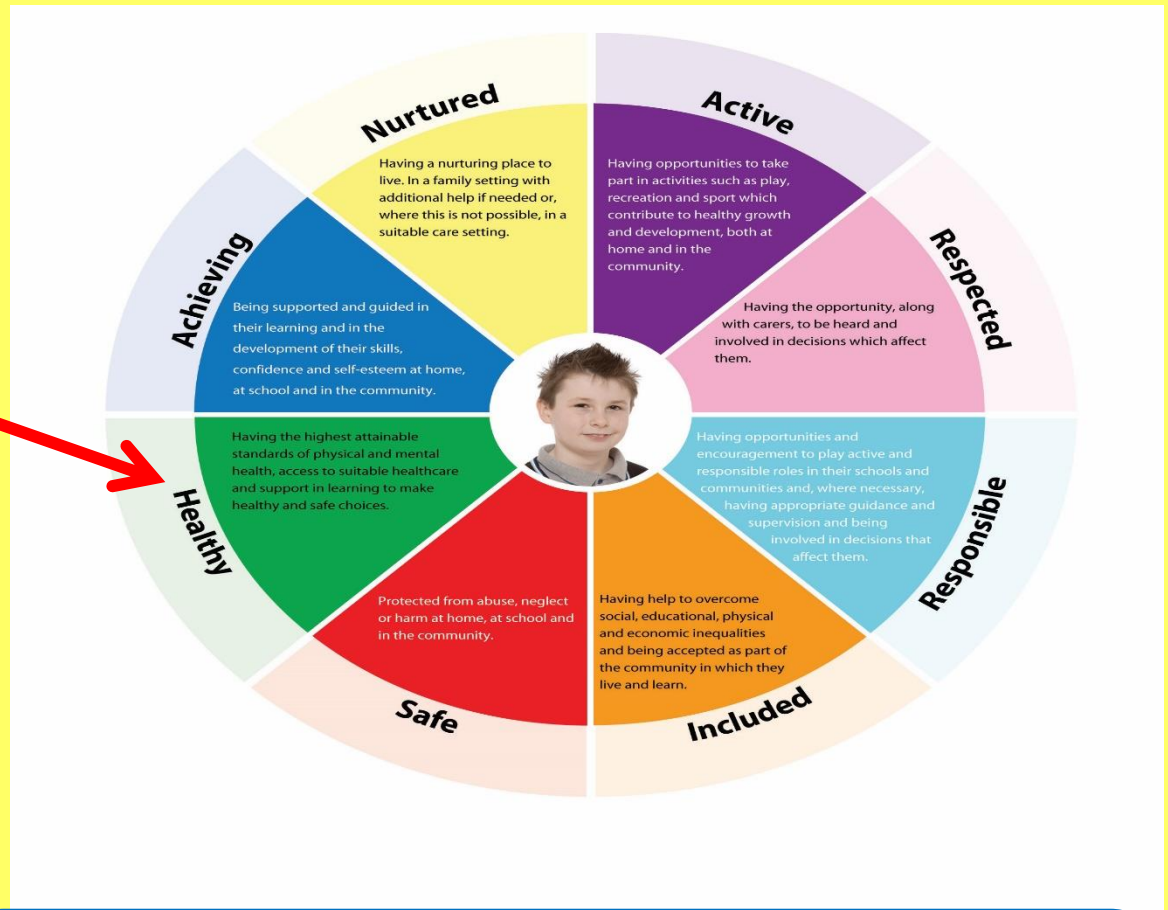 Nurtured
Having a nurturing place to
live. In a family setting with
additional help if needed or,
where this is not possible, in a
suitable care setting.
Active
Having opportunities to take
part in activities such as play,
recreation and sport which
contribute to healthy growth
and development, both at
home and in the
community.
Respected
Having the opportunity, along
with carers, to be heard and
involved in decisions which affect
them.
Responsible
Having opportunities and
encouragement to play active and
responsible roles in their schools and
communities and, where necessary,
having appropriate guidance and
supervision and being
involved in decisions that
affect them.
Included
Having help to overcome
social, educational, physical
and economic inequalities
and being accepted as part of
the community in which they
live and learn.
Safe
Protected from abuse, neglect
or harm at home, at school and
in the community.
Healthy
Having the highest attainable
standards of physical and mental
health, access to suitable healthcare
and support in learning to make
healthy and safe choices.
Achieving
Being supported and guided in
their learning and in the
development of their skills,
confidence and self-esteem at home,
at school and in the community.